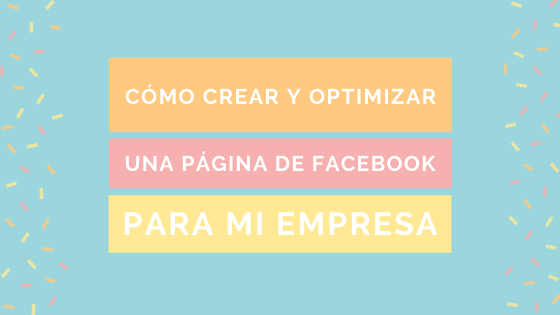 CÓMO CREAR Y OPTIMIZAR
UNA PÁGINA DE FACEBOOK
PARA MI EMPRESA